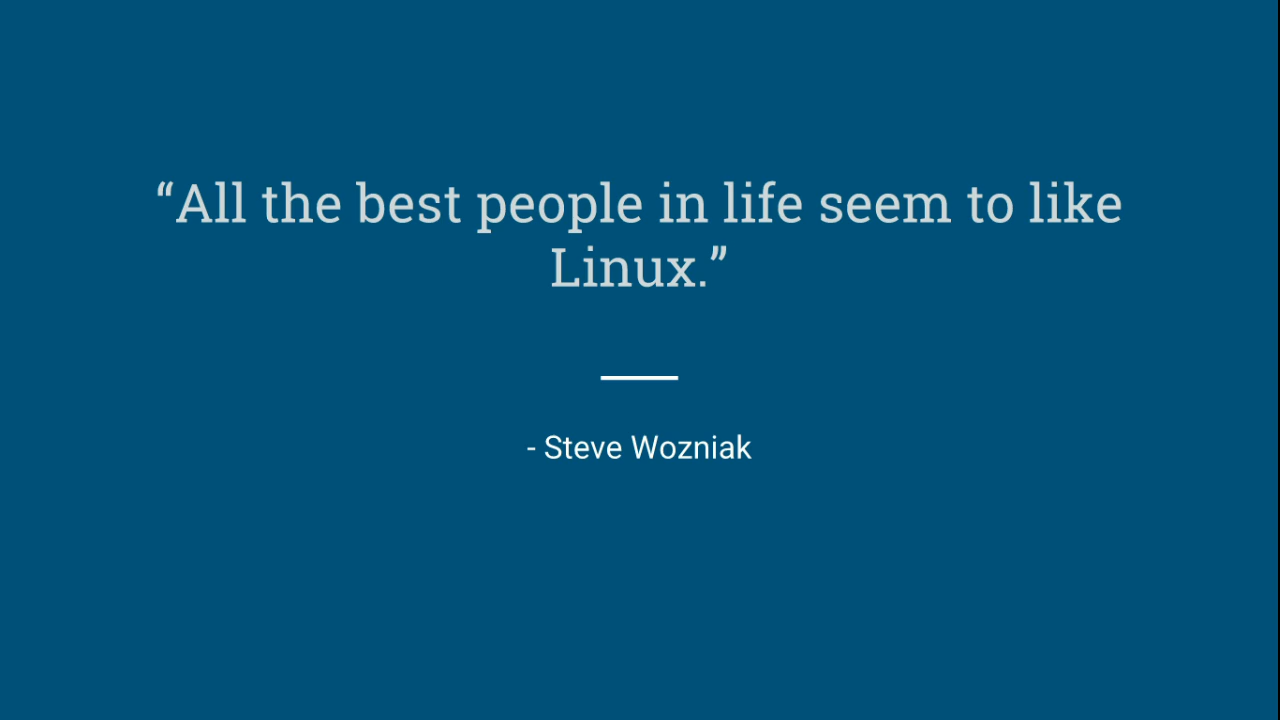 “All the best people in life seem to like
Linux.”
- Steve Wozniak